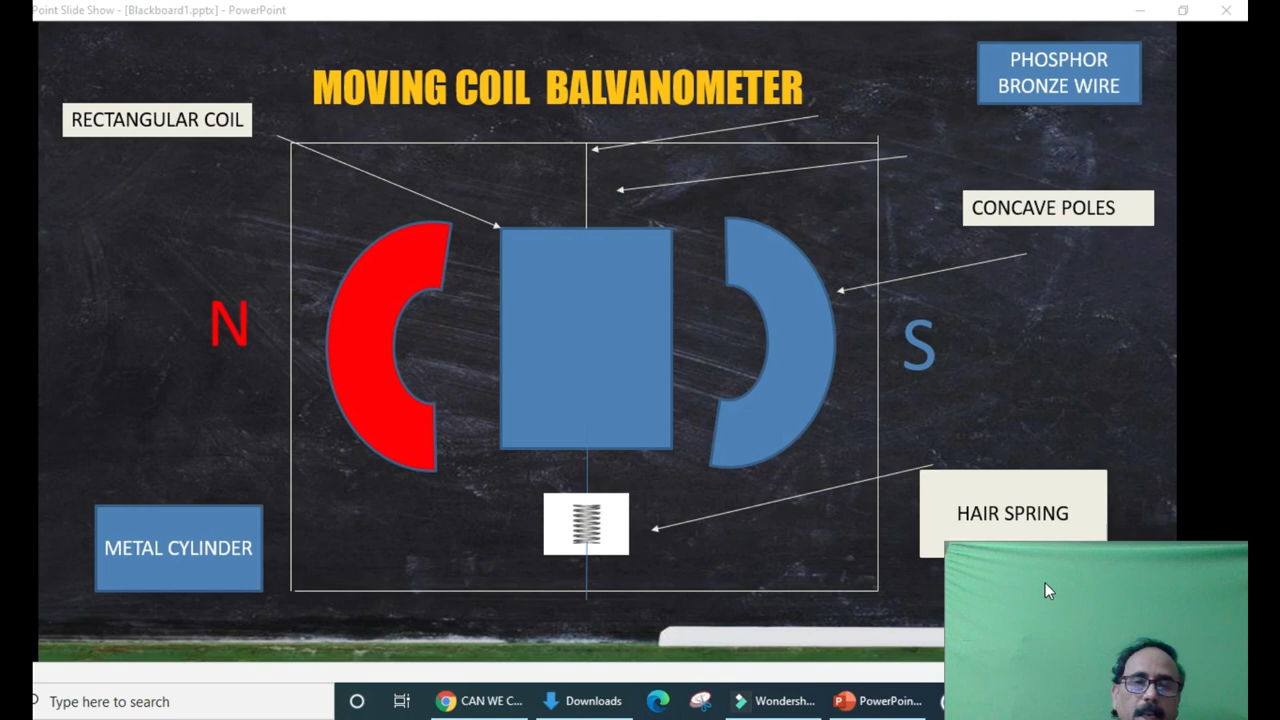 Point Slide Show - [Blackboard1.pptx] - PowerPoint
MOVING COIL BALVANOMETER
PHOSPHOR
BRONZE WIRE
RECTANGULAR COIL
CONCAVE POLES
N
S
METAL CYLINDER
HAIR SPRING
Type here to search
CAN WE C...
Downloads
Wondersh...
PowerPoin...